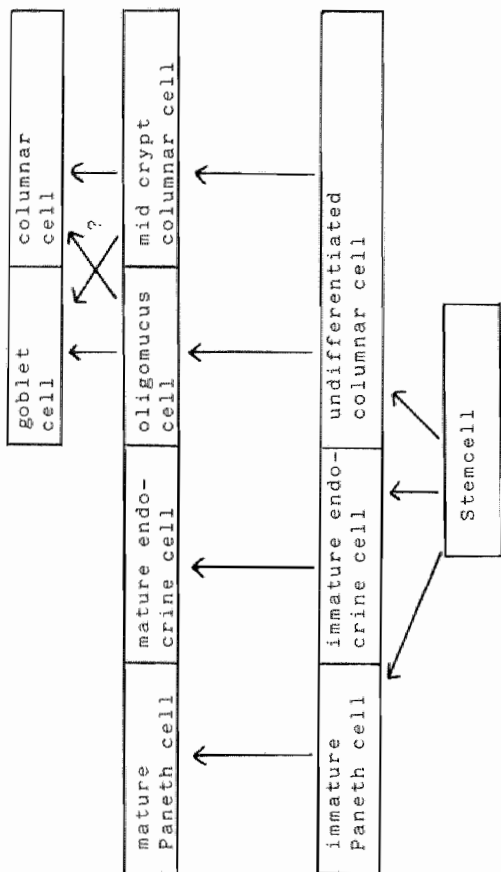 goblet
cell
columnar
cell
?
mature
Paneth cell
mature endo-
crine cell
oligomucus
cell
mid crypt
columnar cell
immature
Paneth cell
immature endo-
crine cell
undifferentiated
columnar cell
Stemcell